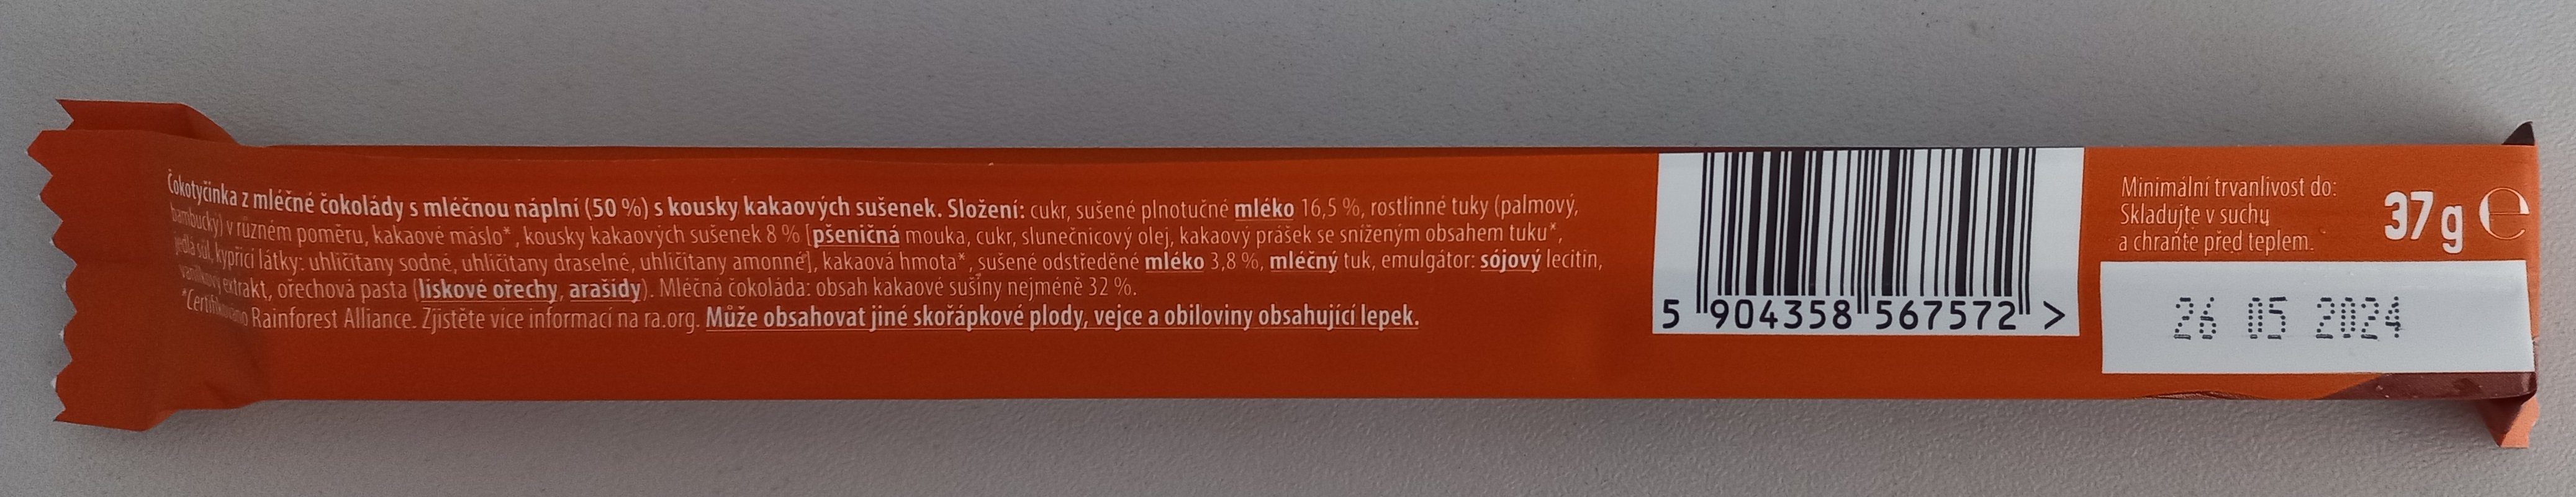 Čokotyčinka z mléčné čokolády s mléčnou náplní (50 %) s kousky kakaových sušenek. Složení: cukr, sušené plnotučné mléko 16,5 %, rostlinné tuky (palmový,
bambucký) v různém poměru, kakaové máslo*, kousky kakaových sušenek 8 % [pšeničná mouka, cukr, slunečnicový olej, kakaový prášek se sníženým obsahem tuku*,
jedlá sůl, kypřící látky: uhličitany sodné, uhličitany draselné, uhličitany amonné], kakaová hmota*, sušené odstředěné mléko 3,8 %, mléčný tuk, emulgátor: sójový lecitin,
vanilkový extrakt, ořechová pasta (lískové ořechy, arašídy). Mléčná čokoláda: obsah kakaové sušiny nejméně 32 %.
*Certifikováno Rainforest Alliance. Zjistěte více informací na ra.org. Může obsahovat jiné skořápkové plody, vejce a obiloviny obsahující lepek.
5 904358 567572 >
Minimální trvanlivost do:
Skladujte v suchu
a chraňte před teplem.
37 g ℮
26 05 2024